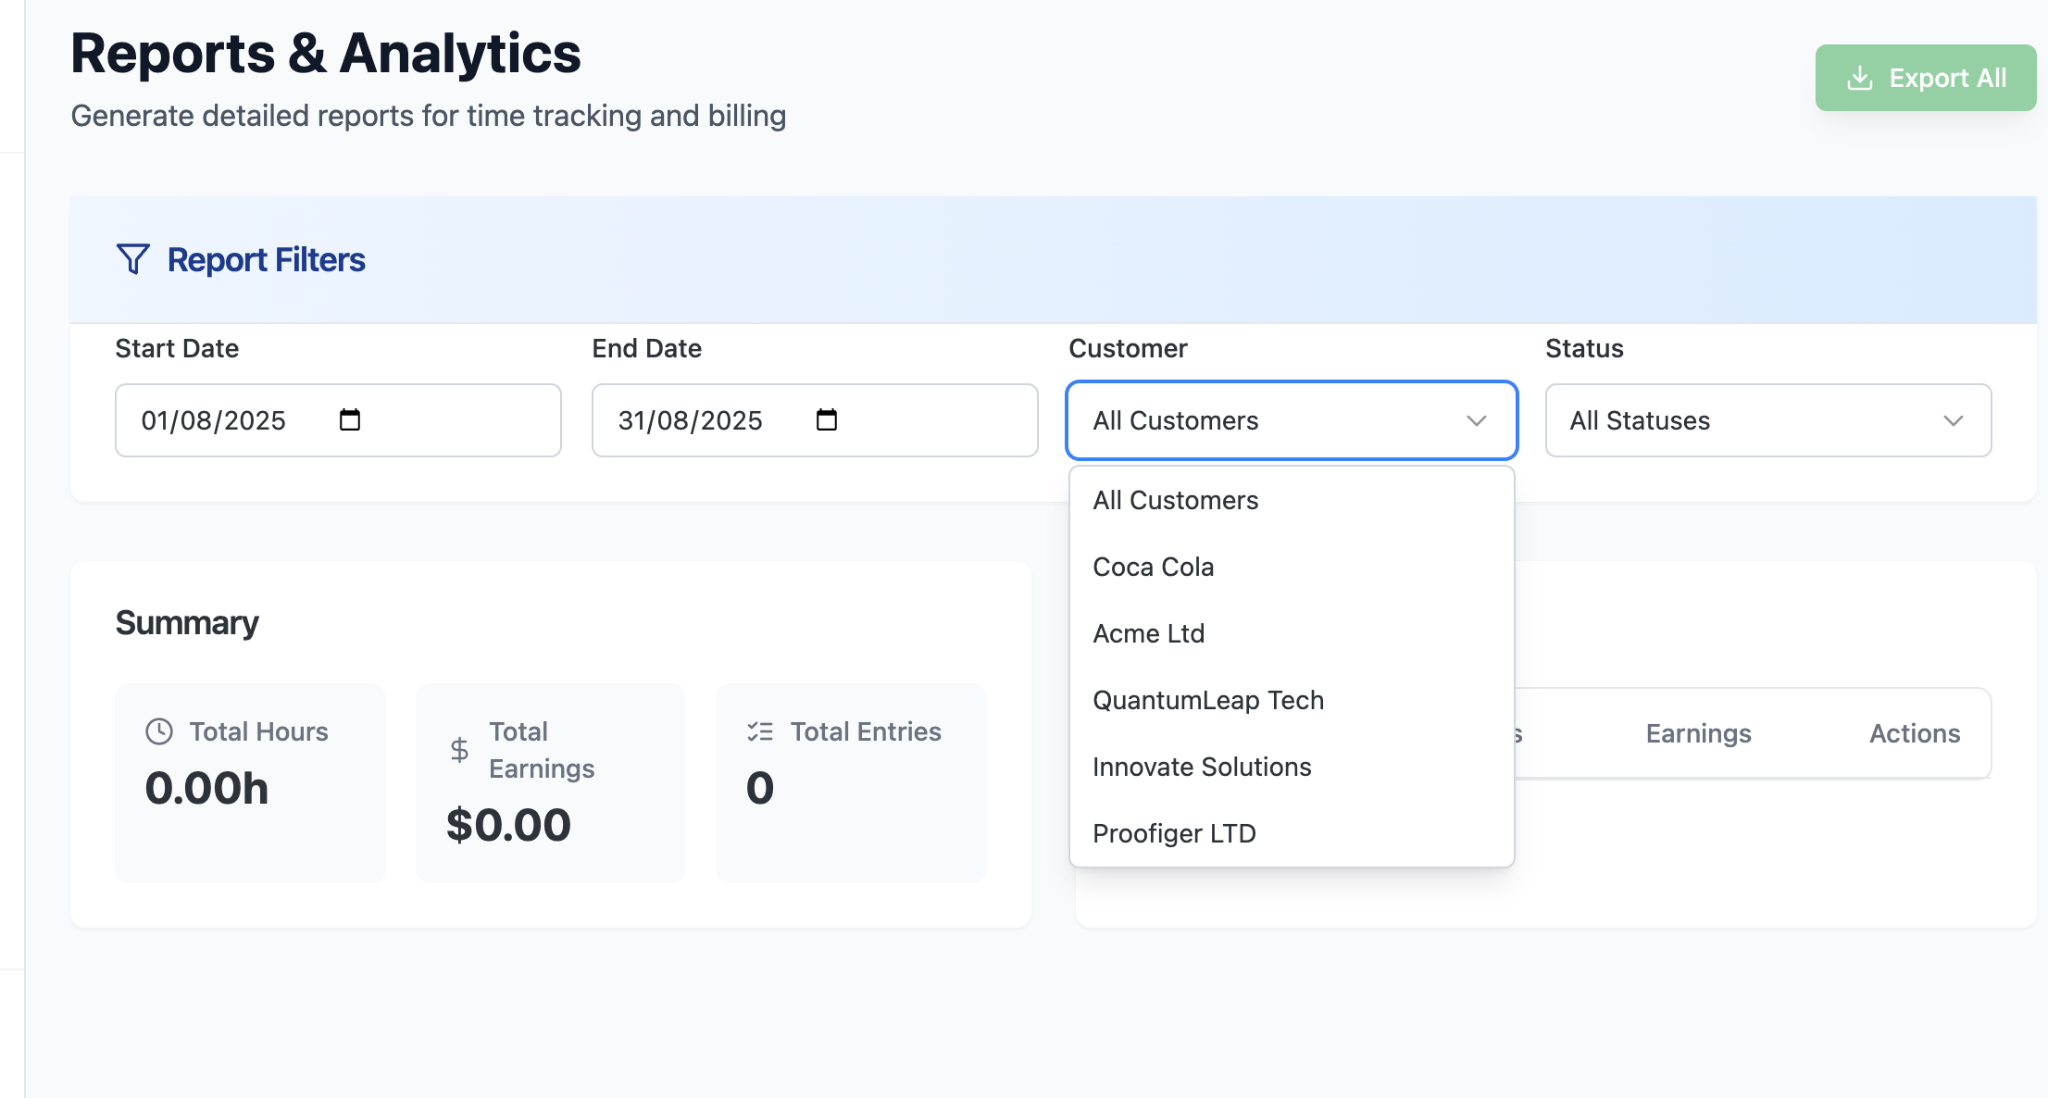 Reports & Analytics
Generate detailed reports for time tracking and billing
Export All
Report Filters
Start Date
End Date
Customer
Status
01/08/2025
31/08/2025
All Customers
All Statuses
All Customers
Coca Cola
Acme Ltd
QuantumLeap Tech
Innovate Solutions
Proofiger LTD
Summary
Total Hours
0.00h
Total
Earnings
$0.00
Total Entries
0
Earnings
Actions